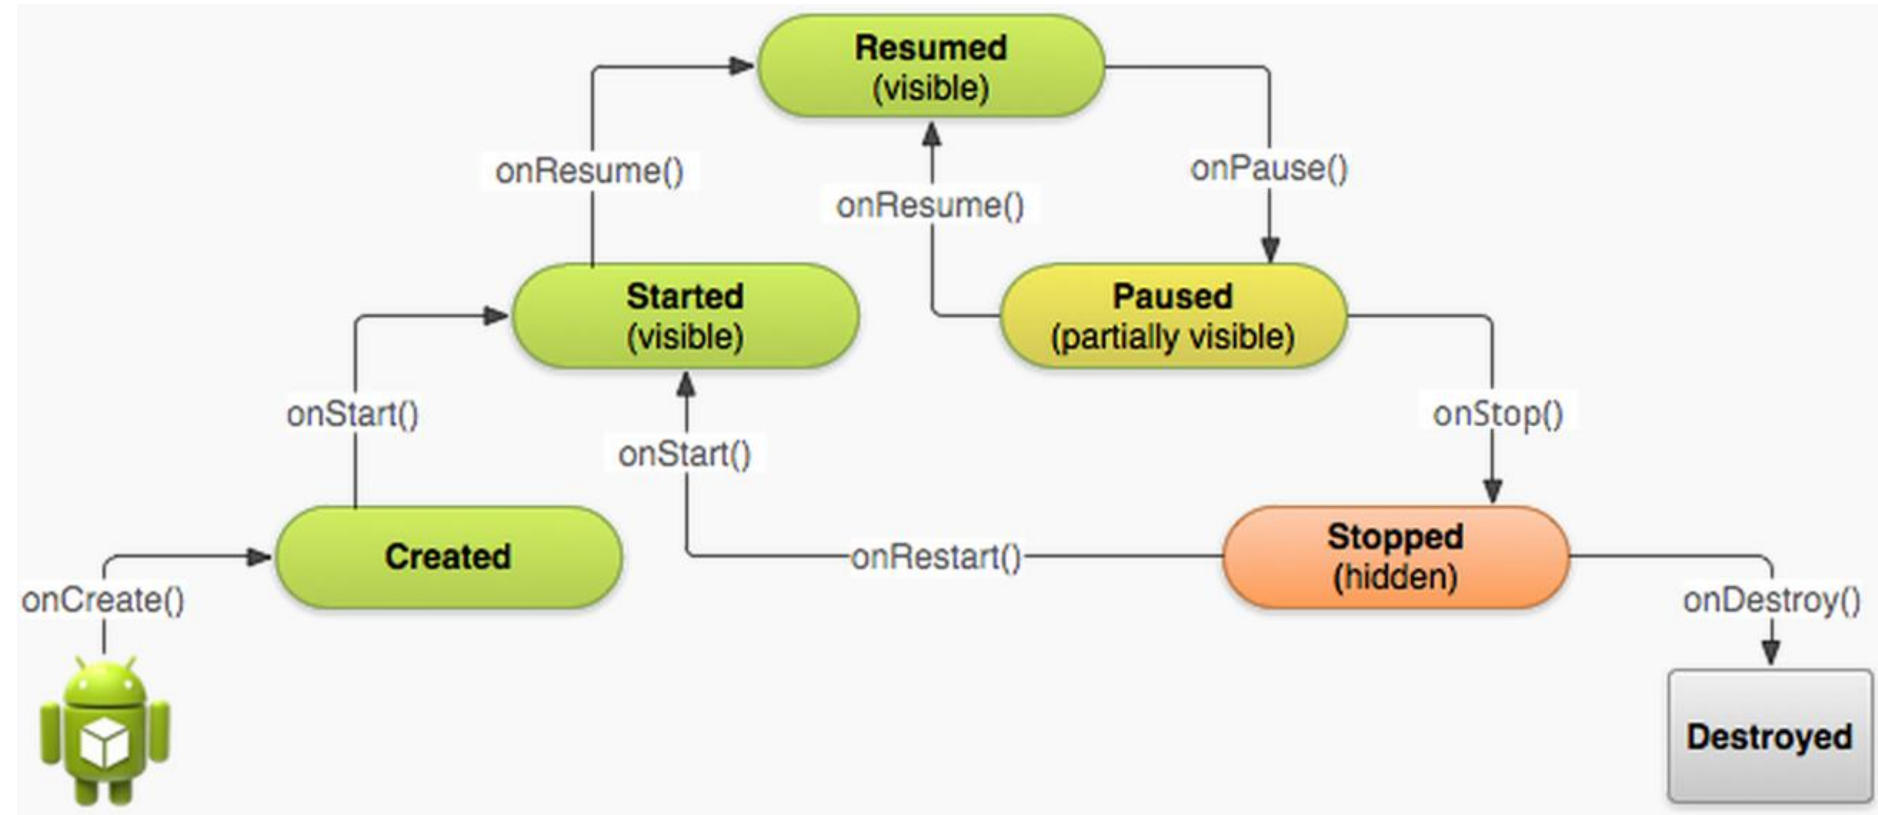 Resumed
(visible)
onResume()
onPause()
onResume()
Started
(visible)
Paused
(partially visible)
onStart()
onStop()
onStart()
Created
Stopped
(hidden)
onRestart()
onCreate()
onDestroy()
Destroyed